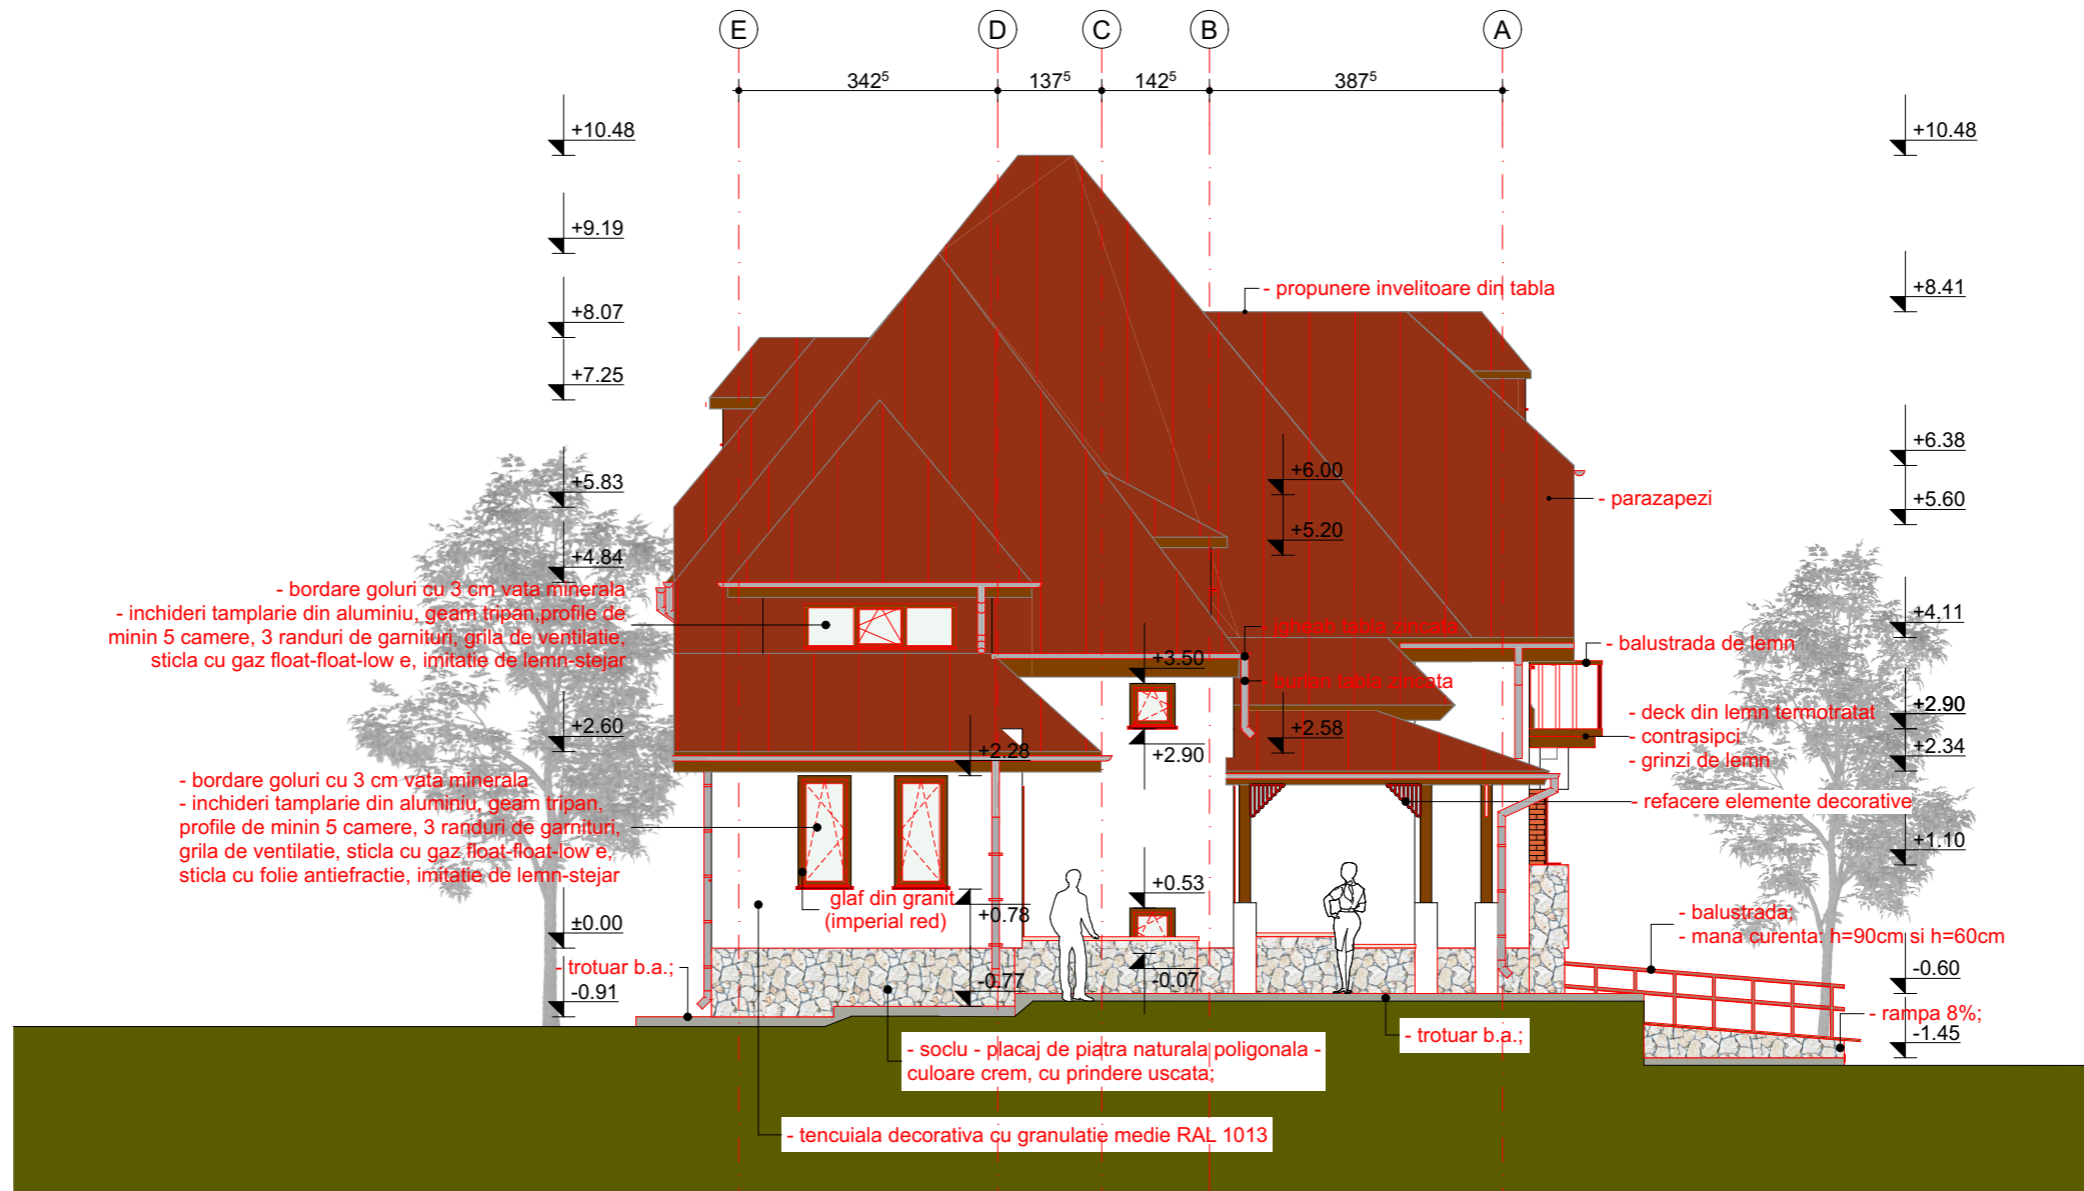 E D C B A
342⁵ 137⁵ 142⁵ 387⁵
+10.48
+9.19
+8.07
+7.25
+5.83
+4.84
- bordare goluri cu 3 cm vata minerala
- inchideri tamplarie din aluminiu, geam tripan,profile de
minin 5 camere, 3 randuri de garnituri, grila de ventilatie,
sticla cu gaz float-float-low e, imitatie de lemn-stejar
+2.60
- bordare goluri cu 3 cm vata minerala
- inchideri tamplarie din aluminiu, geam tripan,
profile de minin 5 camere, 3 randuri de garnituri,
grila de ventilatie, sticla cu gaz float-float-low e,
sticla cu folie antiefractie, imitatie de lemn-stejar
±0.00
- trotuar b.a.;
-0.91
glaf din granit
(imperial red)
+2.28
+0.78
-0.77
+3.50
+2.90
+0.53
-0.07
+6.00
+5.20
- jgheab tabla zincata
- burlan tabla zincata
+2.58
- propunere invelitoare din tabla
- parazapezi
- balustrada de lemn
- deck din lemn termotratat
- contrasipci
- grinzi de lemn
- refacere elemente decorative
- balustrada;
- mana curenta: h=90cm si h=60cm
- rampa 8%;
- trotuar b.a.;
- soclu - placaj de piatra naturala poligonala -
culoare crem, cu prindere uscata;
- tencuiala decorativa cu granulatie medie RAL 1013
+10.48
+8.41
+6.38
+5.60
+4.11
+2.90
+2.34
+1.10
-0.60
-1.45